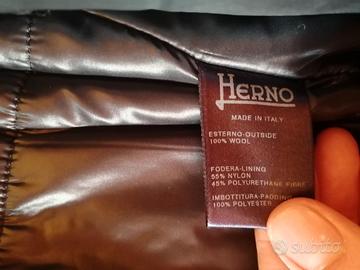 HERNO
MADE IN ITALY
ESTERNO-OUTSIDE
100% WOOL
FODERA-LINING
55% NYLON
45% POLYURETHANE FIBRE
IMBOTTITURA-PADDING
100% POLYESTER
subito